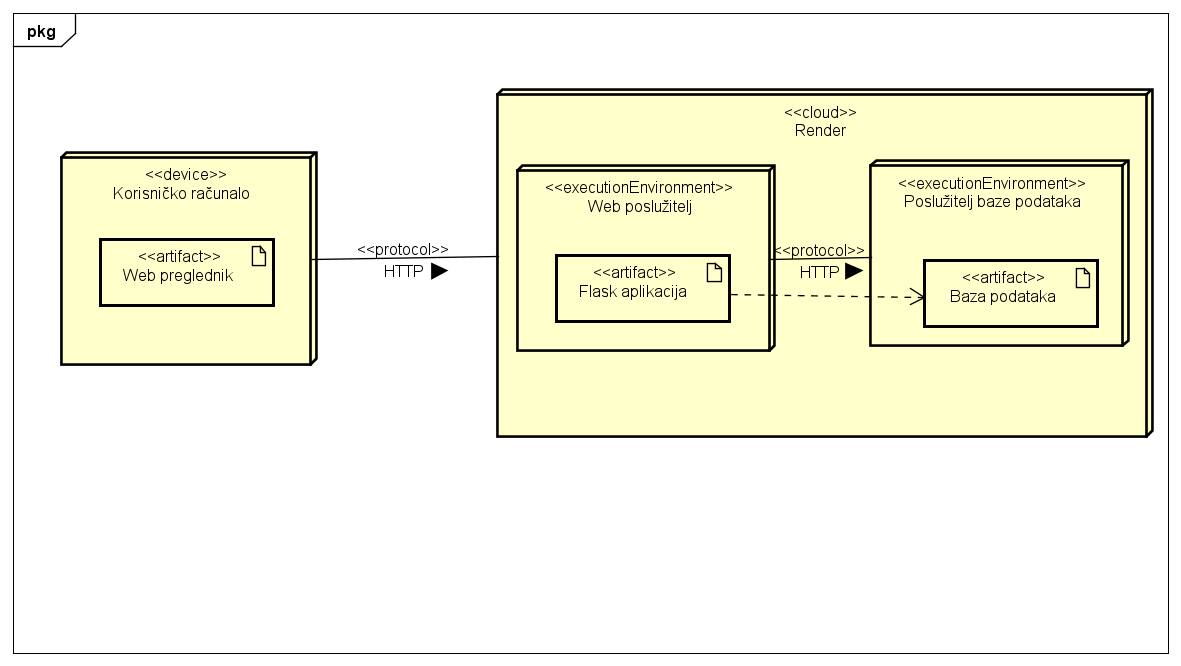 pkg
<<device>>
Korisničko računalo
<<artifact>>
Web preglednik
<<protocol>>
HTTP
<<cloud>>
Render
<<executionEnvironment>>
Web poslužitelj
<<artifact>>
Flask aplikacija
<<protocol>>
HTTP
<<executionEnvironment>>
Poslužitelj baze podataka
<<artifact>>
Baza podataka